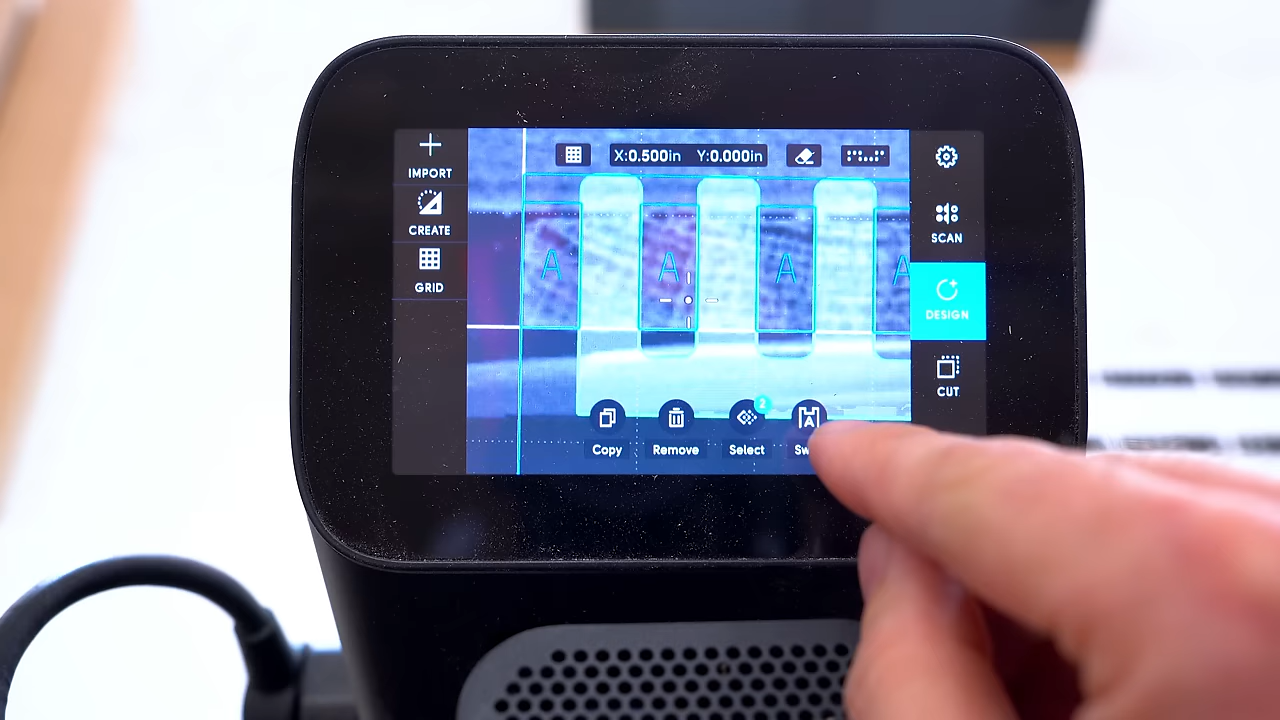 IMPORT
CREATE
GRID
X:0.500in Y:0.000in
A A A A
Copy
Remove
2
Select
A
SCAN
DESIGN
CUT